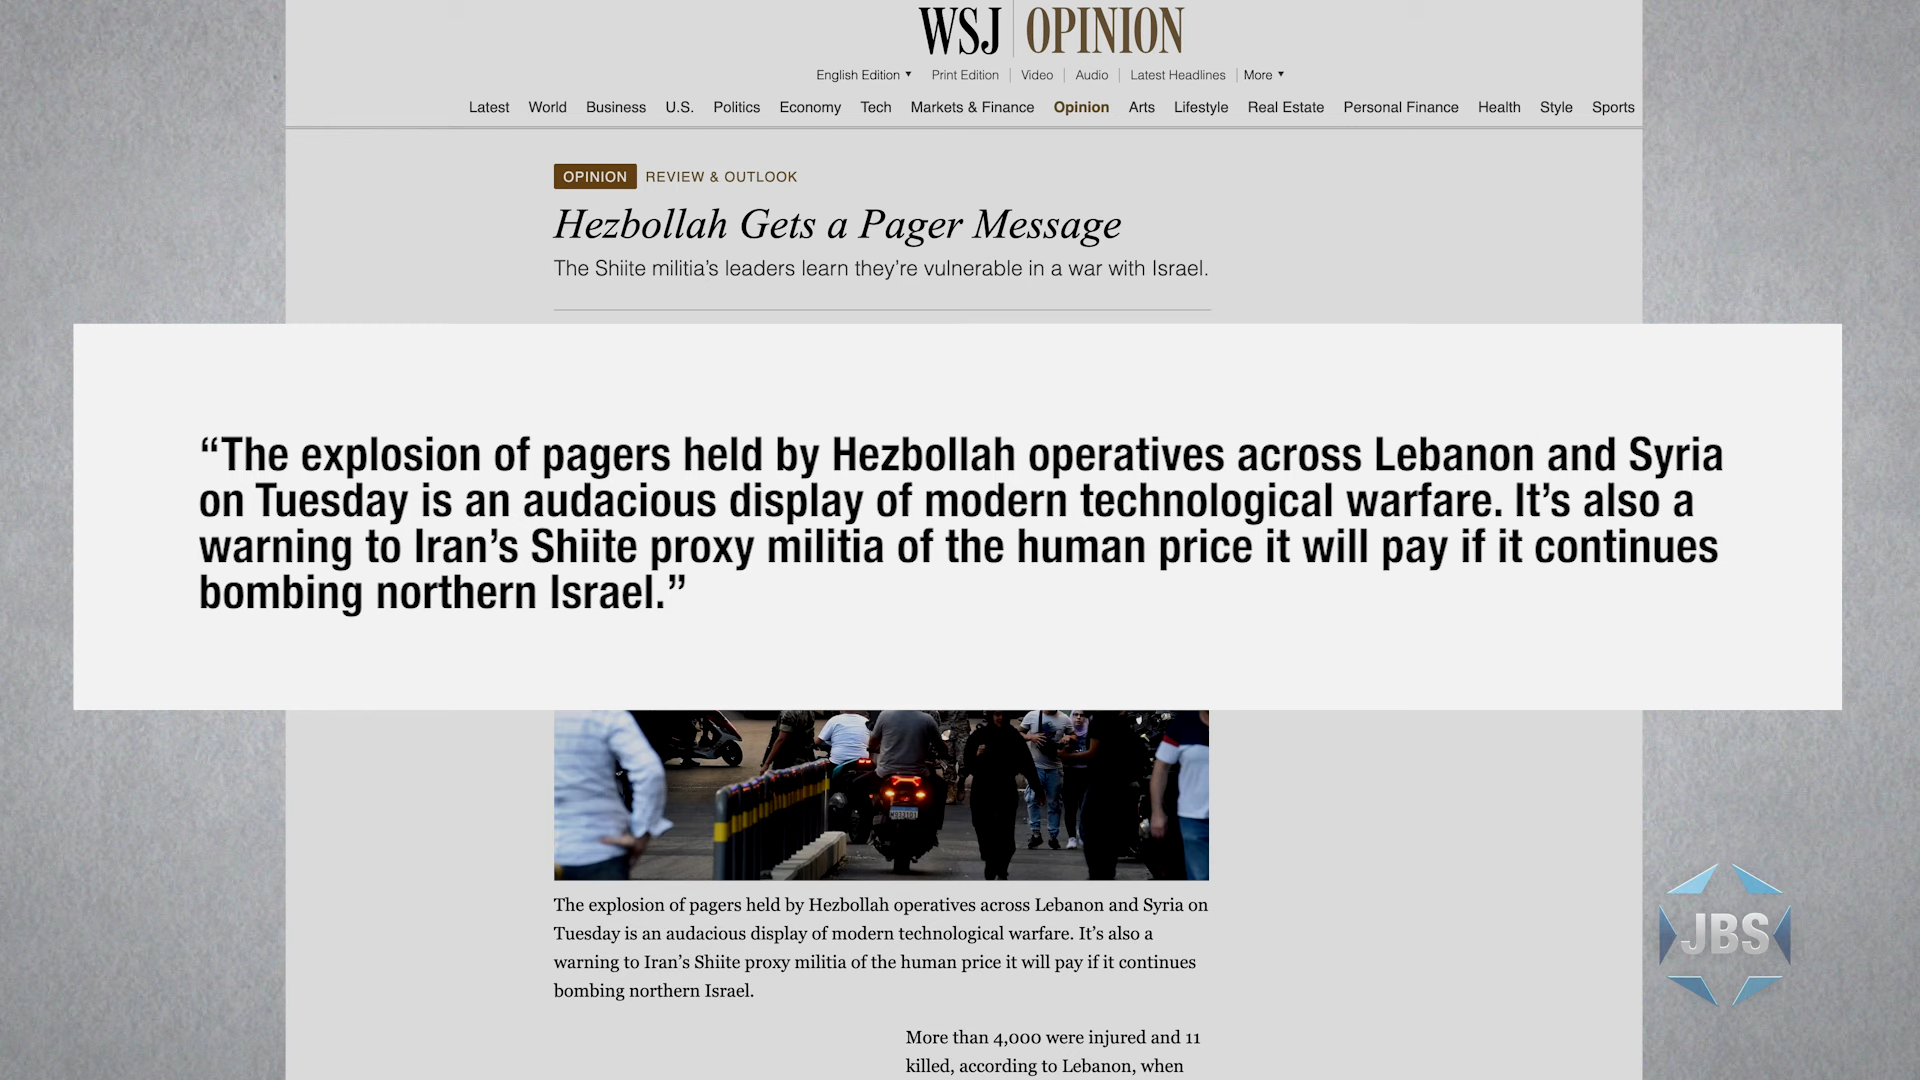 WSJ OPINION
English Edition Print Edition Video Audio Latest Headlines More
Latest World Business U.S. Politics Economy Tech Markets & Finance Opinion Arts Lifestyle Real Estate Personal Finance Health Style Sports
OPINION REVIEW & OUTLOOK
Hezbollah Gets a Pager Message
The Shiite militia’s leaders learn they’re vulnerable in a war with Israel.
“The explosion of pagers held by Hezbollah operatives across Lebanon and Syria
on Tuesday is an audacious display of modern technological warfare. It’s also a
warning to Iran’s Shiite proxy militia of the human price it will pay if it continues
bombing northern Israel.”
The explosion of pagers held by Hezbollah operatives across Lebanon and Syria on
Tuesday is an audacious display of modern technological warfare. It’s also a
warning to Iran’s Shiite proxy militia of the human price it will pay if it continues
bombing northern Israel.
JBS
More than 4,000 were injured and 11
killed, according to Lebanon, when